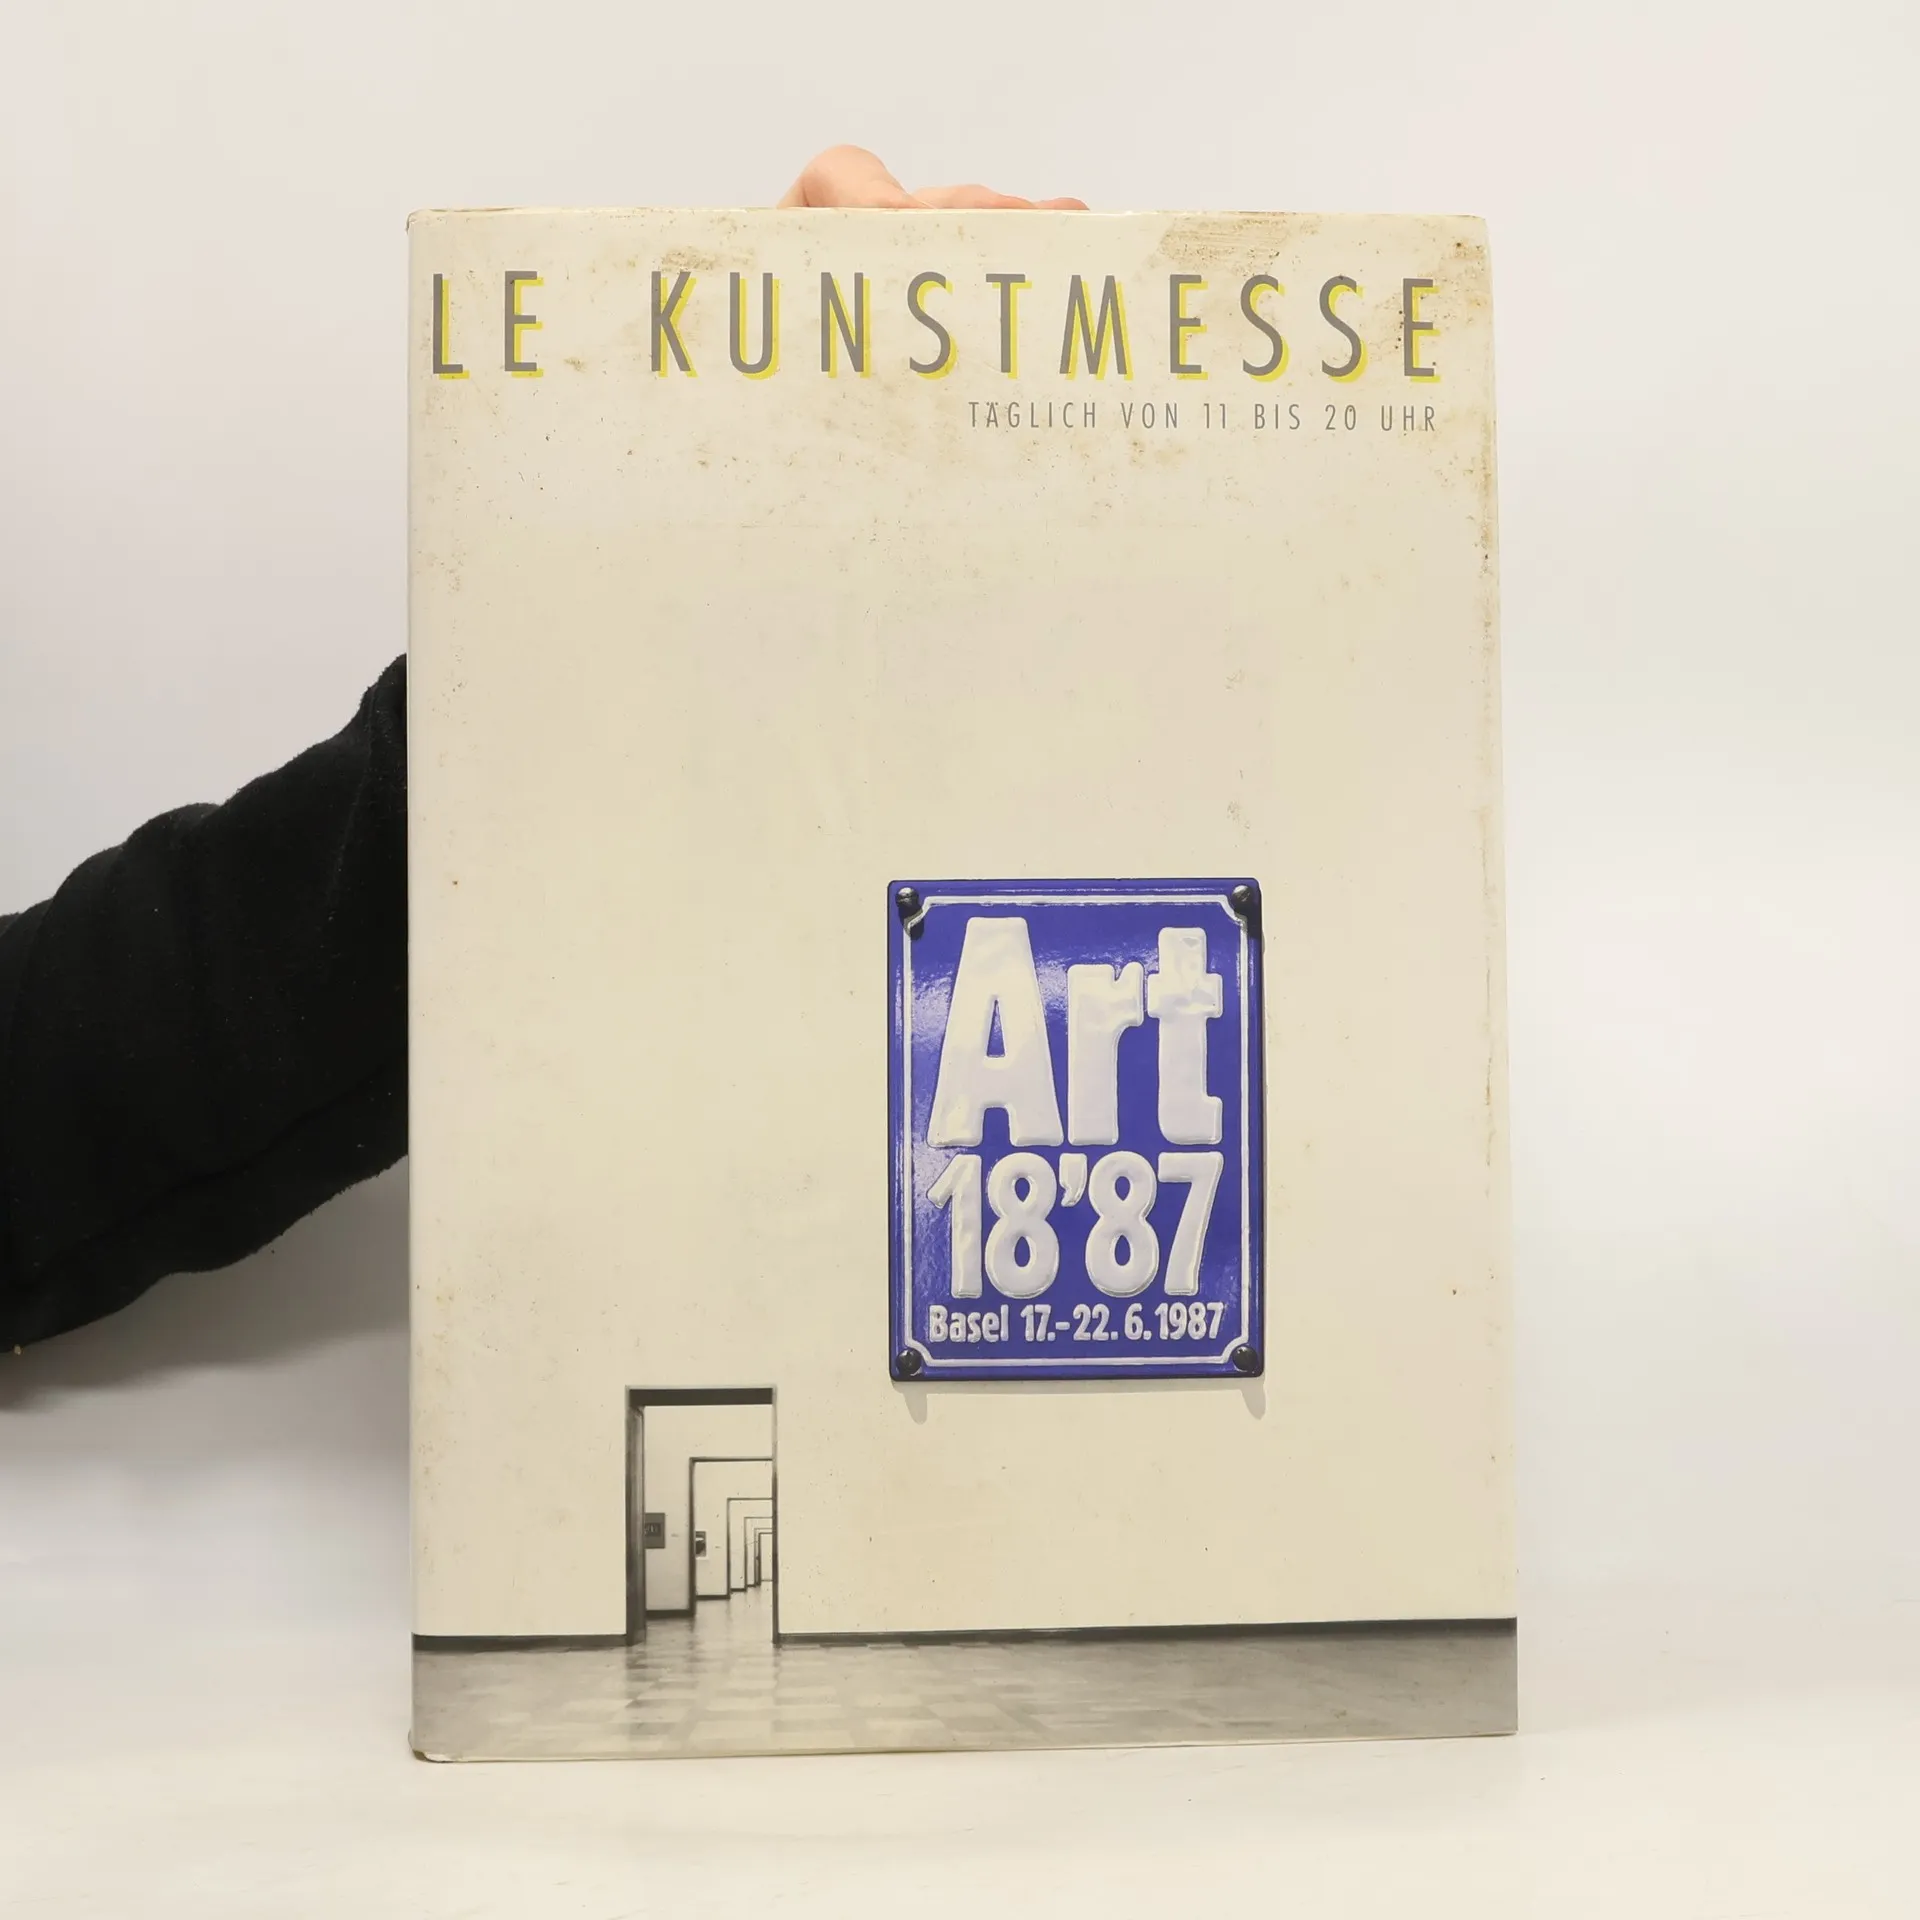 LE KUNSTMESSE
TÄGLICH VON 11 BIS 20 UHR
Art
18'87
Basel 17.-22.6.1987